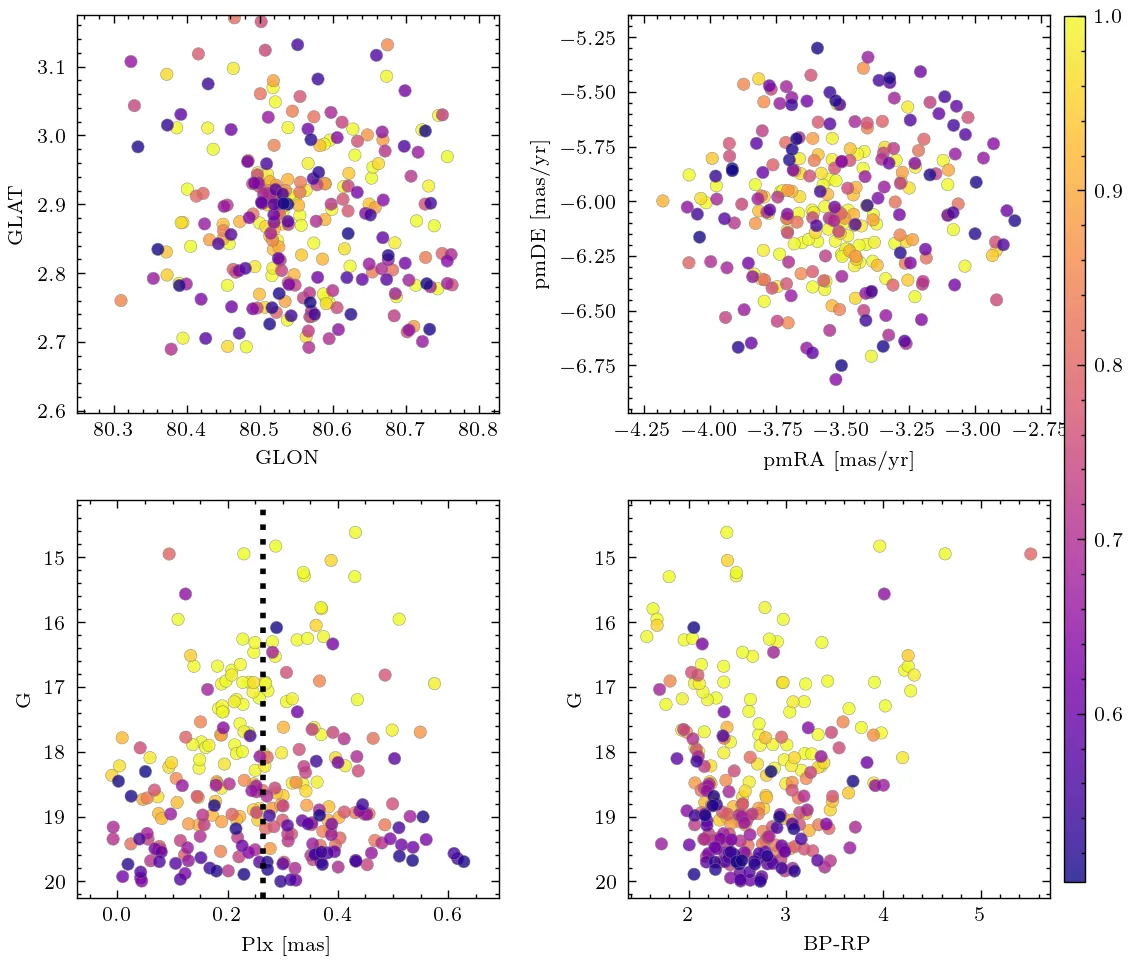 3.1
3.0
2.9
2.8
2.7
2.6
GLAT
80.3 80.4 80.5 80.6 80.7 80.8
GLON
−5.25
−5.50
−5.75
−6.00
−6.25
−6.50
−6.75
pmDE [mas/yr]
−4.25 −4.00 −3.75 −3.50 −3.25 −3.00 −2.75
pmRA [mas/yr]
1.0
0.9
0.8
0.7
0.6
15
16
17
18
19
20
G
0.0 0.2 0.4 0.6
Plx [mas]
15
16
17
18
19
20
G
2 3 4 5
BP-RP